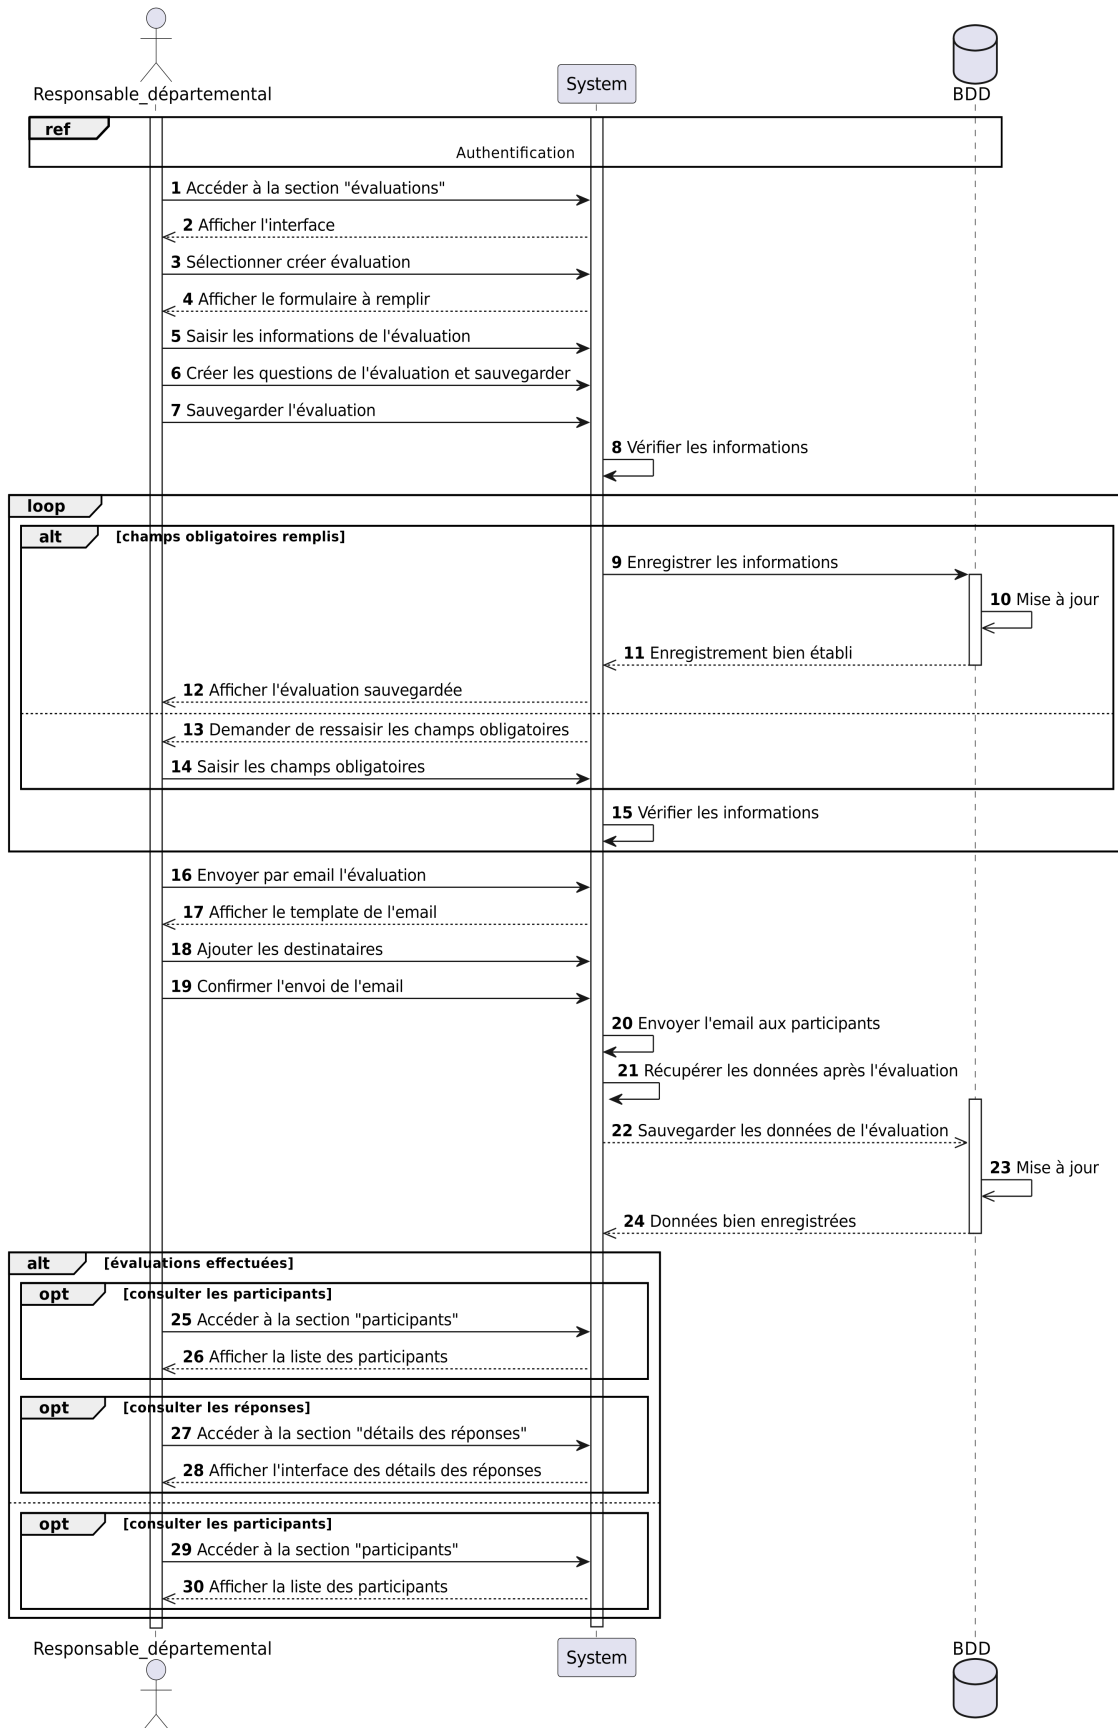 Responsable_départemental
System
BDD
ref
Authentification
1 Accéder à la section "évaluations"
2 Afficher l'interface
3 Sélectionner créer évaluation
4 Afficher le formulaire à remplir
5 Saisir les informations de l'évaluation
6 Créer les questions de l'évaluation et sauvegarder
7 Sauvegarder l'évaluation
8 Vérifier les informations
loop
alt [champs obligatoires remplis]
9 Enregistrer les informations
10 Mise à jour
11 Enregistrement bien établi
12 Afficher l'évaluation sauvegardée
13 Demander de ressaisir les champs obligatoires
14 Saisir les champs obligatoires
15 Vérifier les informations
16 Envoyer par email l'évaluation
17 Afficher le template de l'email
18 Ajouter les destinataires
19 Confirmer l'envoi de l'email
20 Envoyer l'email aux participants
21 Récupérer les données après l'évaluation
22 Sauvegarder les données de l'évaluation
23 Mise à jour
24 Données bien enregistrées
alt [évaluations effectuées]
opt [consulter les participants]
25 Accéder à la section "participants"
26 Afficher la liste des participants
opt [consulter les réponses]
27 Accéder à la section "détails des réponses"
28 Afficher l'interface des détails des réponses
opt [consulter les participants]
29 Accéder à la section "participants"
30 Afficher la liste des participants
Responsable_départemental
System
BDD